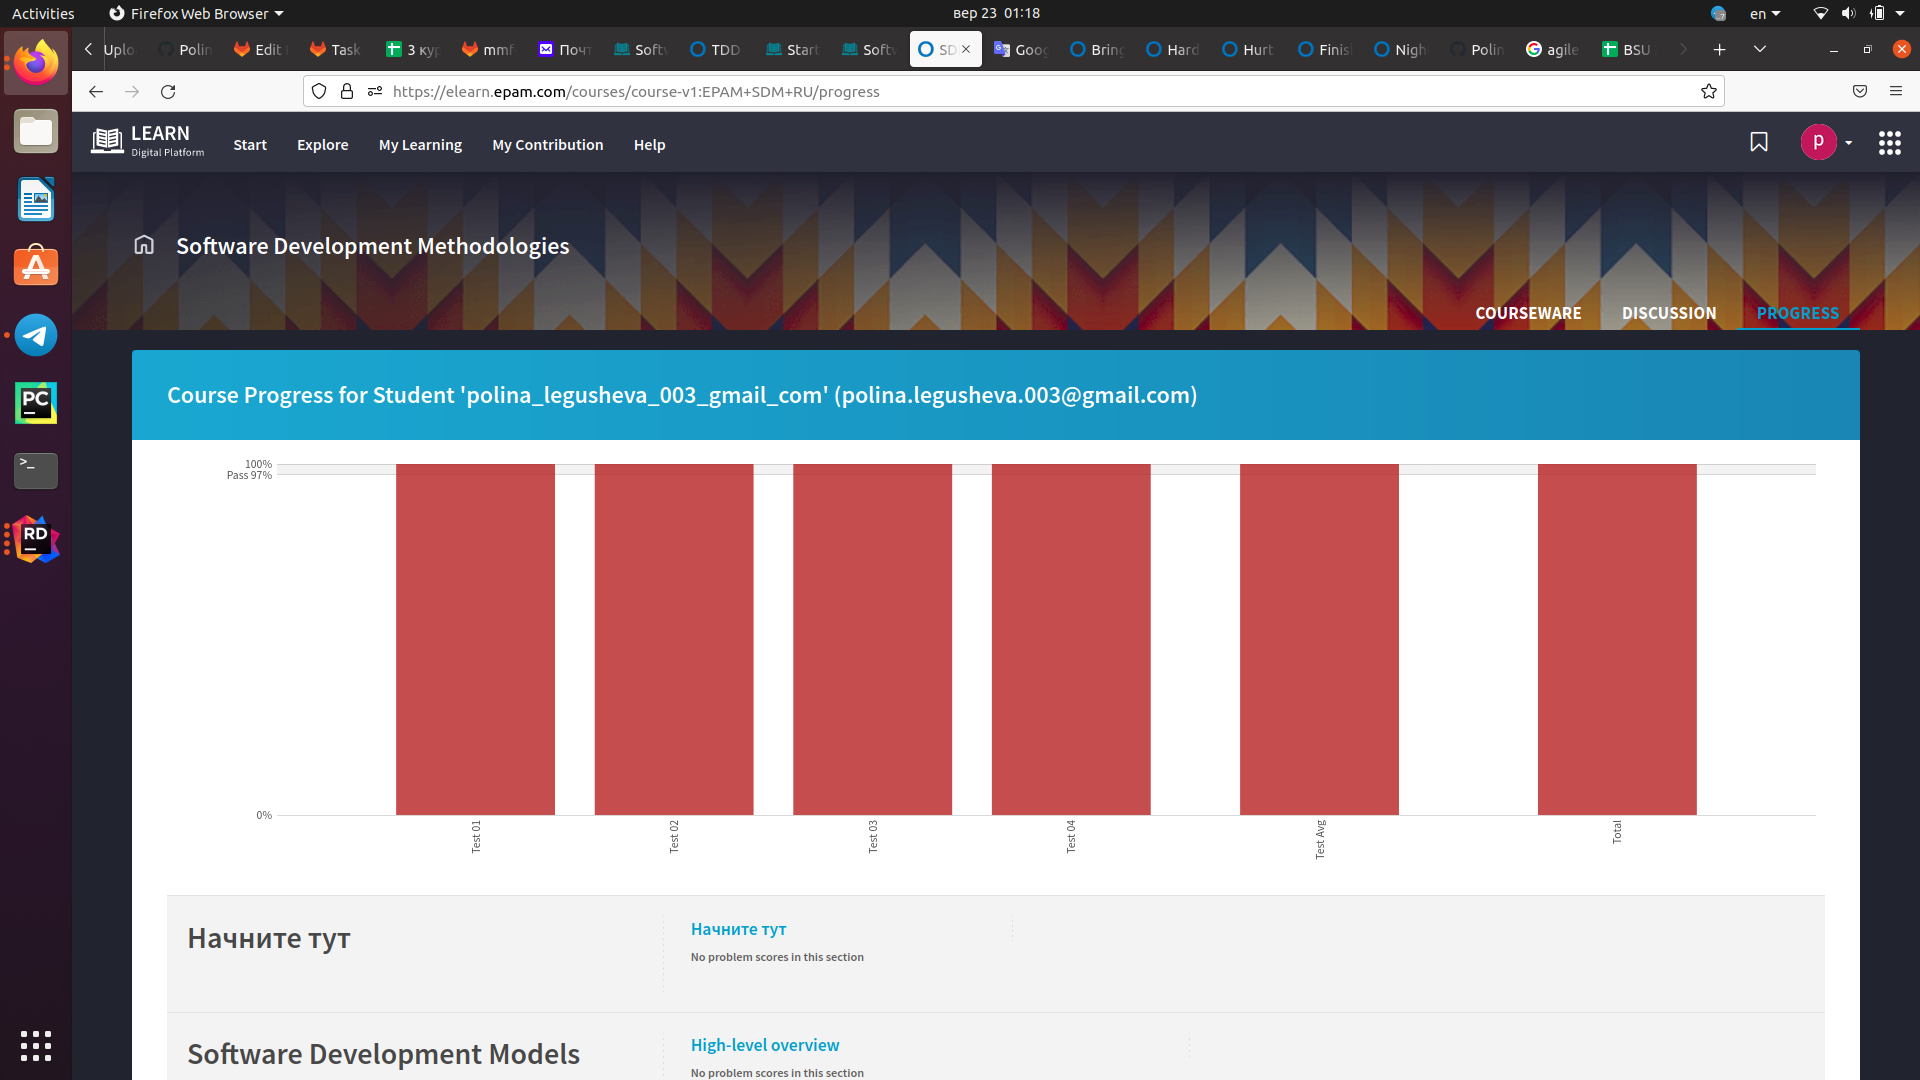 Activities
Firefox Web Browser
вер 23 01:18
en
Uplo
Polin
Edit
Task
3 кур
mmf
Почт
Softw
TDD
Start
Softw
SD
Goog
Bring
Hard
Hurt
Finis
Nigh
Polin
agile
BSU
https://elearn.epam.com/courses/course-v1:EPAM+SDM+RU/progress
LEARN
Digital Platform
Start
Explore
My Learning
My Contribution
Help
p
Software Development Methodologies
COURSEWARE
DISCUSSION
PROGRESS
Course Progress for Student 'polina_legusheva_003_gmail_com' (polina.legusheva.003@gmail.com)
100%
Pass 97%
0%
Test 01
Test 02
Test 03
Test 04
Test Avg
Total
Начните тут
Начните тут
No problem scores in this section
Software Development Models
High-level overview
No problem scores in this section
PC
>_
RD